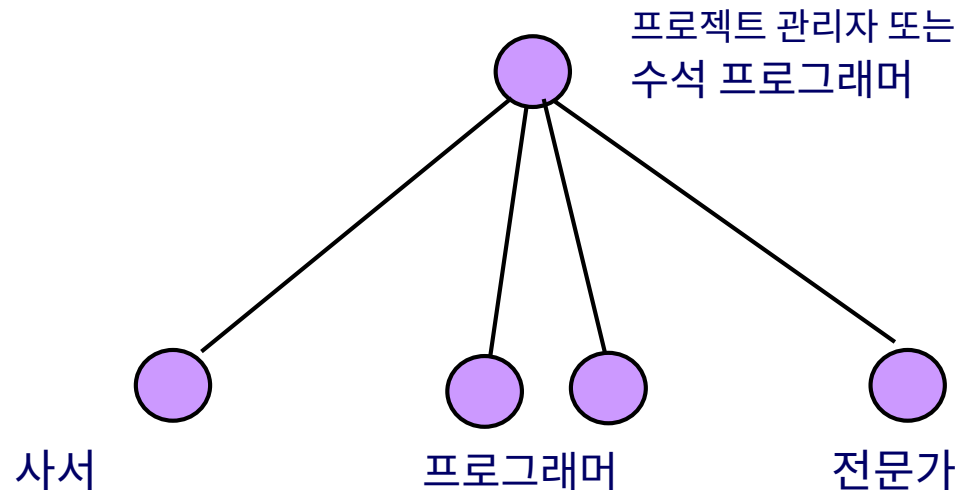 프로젝트 관리자 또는
수석 프로그래머
사서
프로그래머
전문가